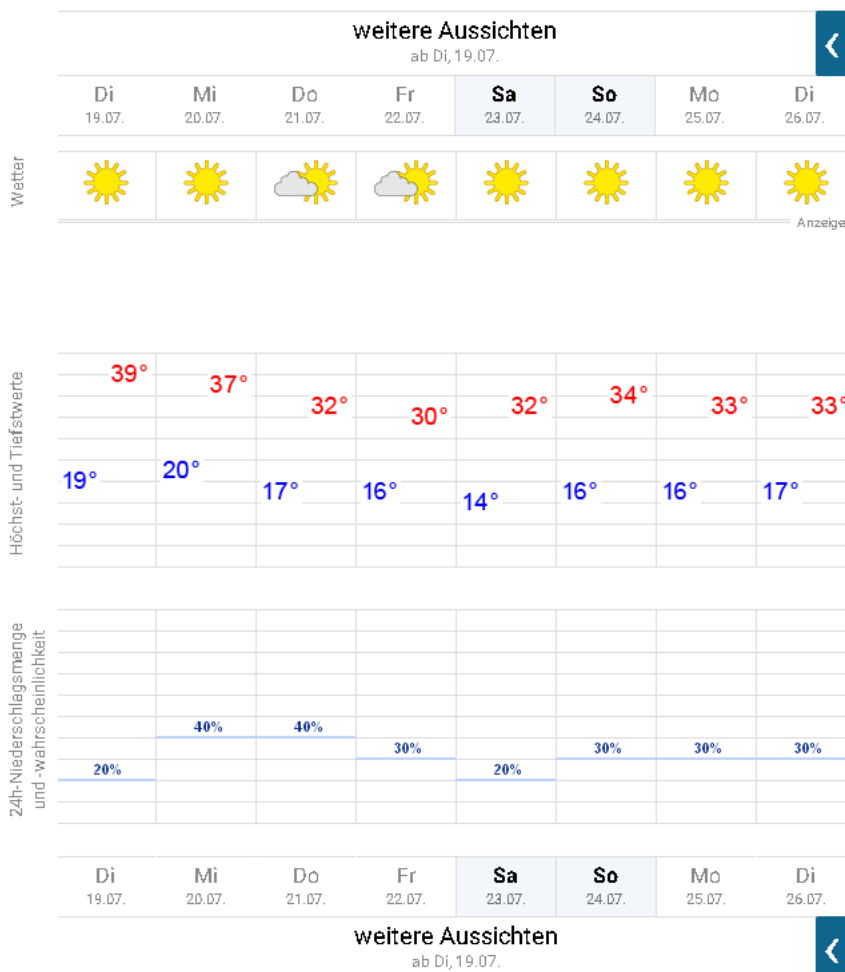 weitere Aussichten
ab Di, 19.07.
Di Mi Do Fr Sa So Mo Di
19.07. 20.07. 21.07. 22.07. 23.07. 24.07. 25.07. 26.07.
Wetter
Anzeige
Höchst- und Tiefstwerte
39° 37° 32° 30° 32° 34° 33° 33°
19° 20° 17° 16° 14° 16° 16° 17°
24h-Niederschlagsmenge
und -wahrscheinlichkeit
20% 40% 40% 30% 20% 30% 30% 30%
Di Mi Do Fr Sa So Mo Di
19.07. 20.07. 21.07. 22.07. 23.07. 24.07. 25.07. 26.07.
weitere Aussichten
ab Di, 19.07.